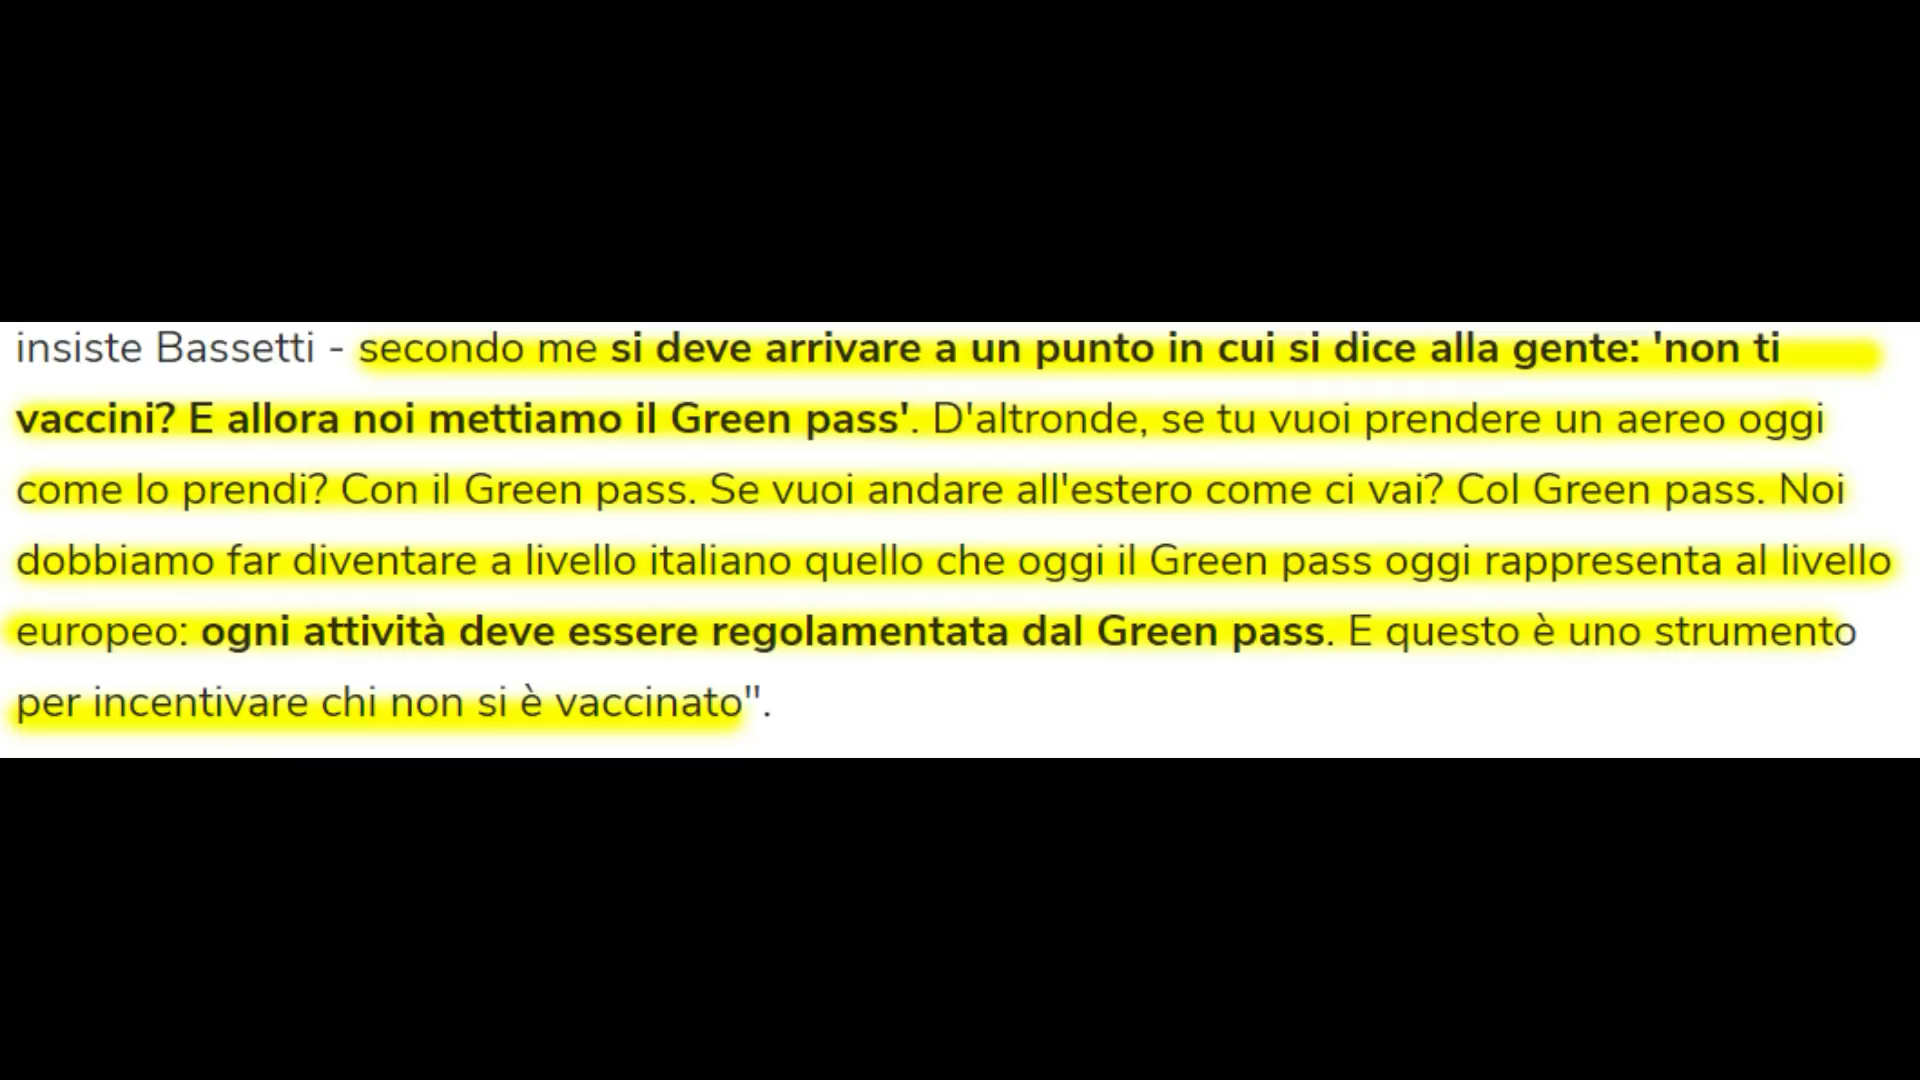 insiste Bassetti - secondo me si deve arrivare a un punto in cui si dice alla gente: 'non ti
vaccini? E allora noi mettiamo il Green pass'. D'altronde, se tu vuoi prendere un aereo oggi
come lo prendi? Con il Green pass. Se vuoi andare all'estero come ci vai? Col Green pass. Noi
dobbiamo far diventare a livello italiano quello che oggi il Green pass oggi rappresenta al livello
europeo: ogni attività deve essere regolamentata dal Green pass. E questo è uno strumento
per incentivare chi non si è vaccinato".